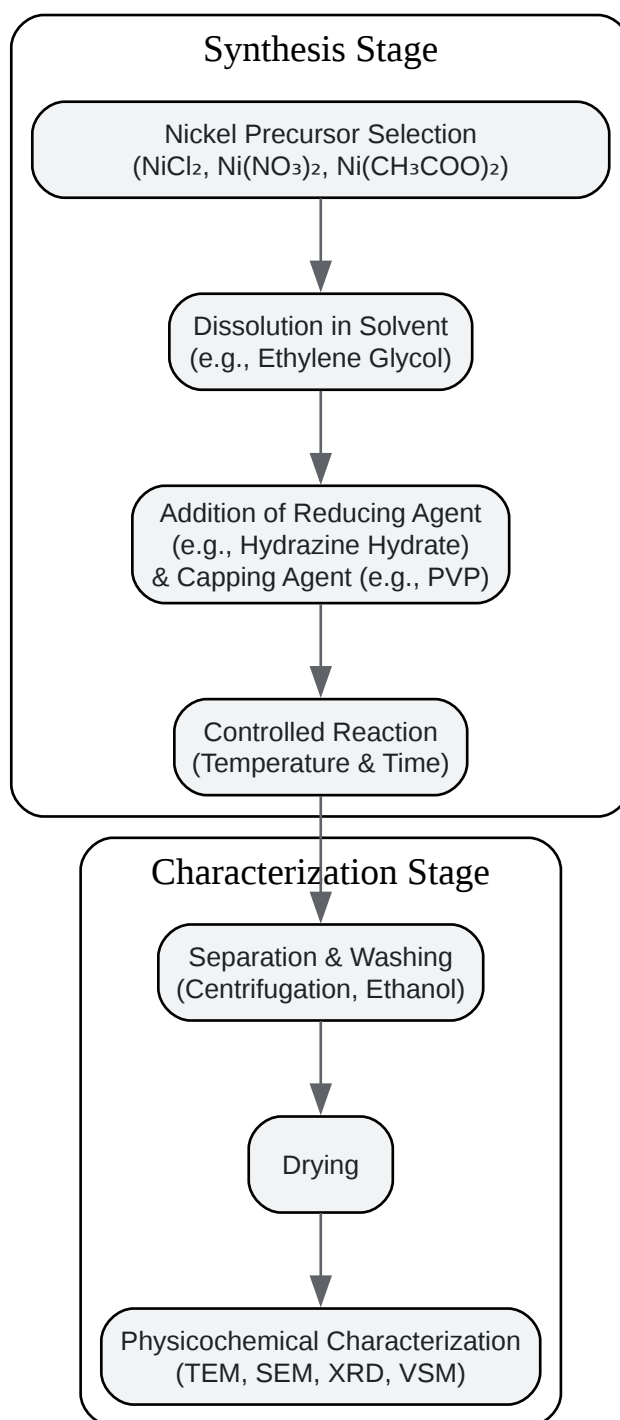 Synthesis Stage
Nickel Precursor Selection
(NiCl₂, Ni(NO₃)₂, Ni(CH₃COO)₂)
Dissolution in Solvent
(e.g., Ethylene Glycol)
Addition of Reducing Agent
(e.g., Hydrazine Hydrate)
& Capping Agent (e.g., PVP)
Controlled Reaction
(Temperature & Time)
Characterization Stage
Separation & Washing
(Centrifugation, Ethanol)
Drying
Physicochemical Characterization
(TEM, SEM, XRD, VSM)